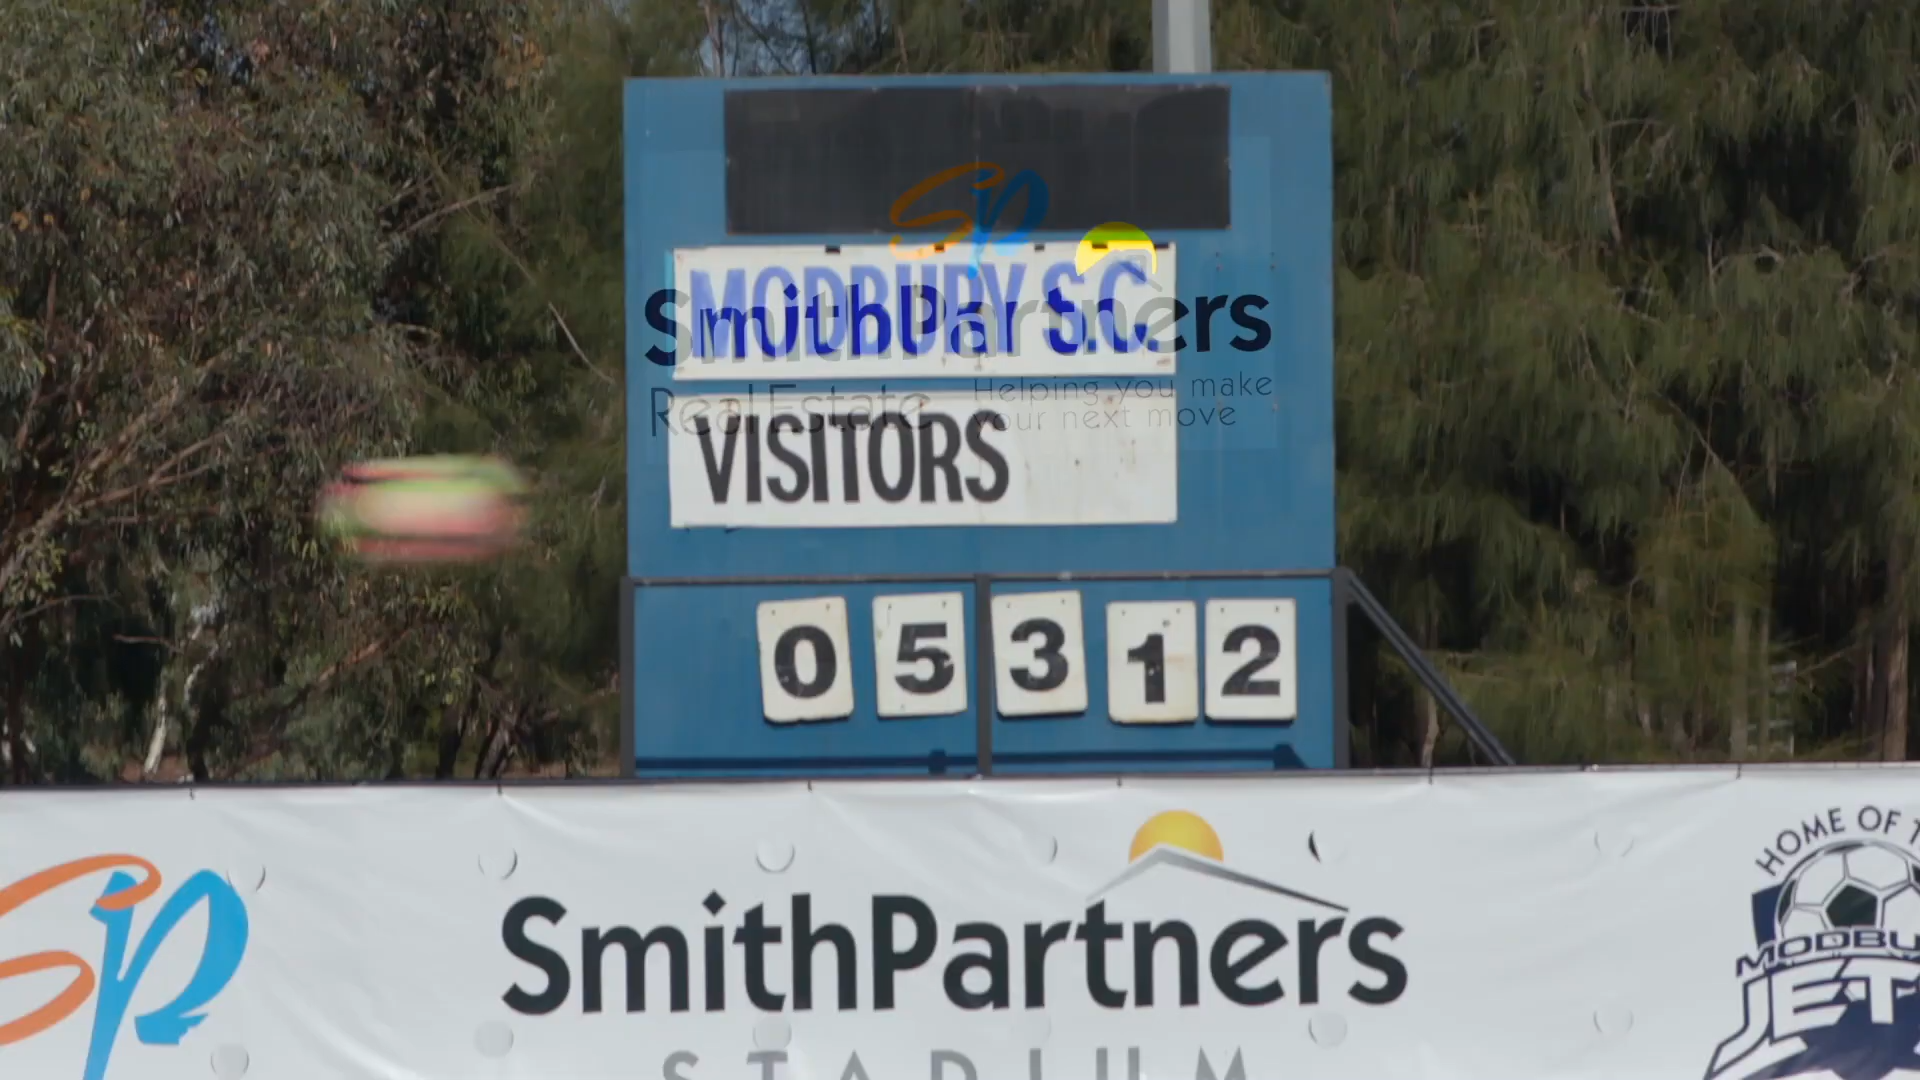 MODBURY S.C.
SmithPartners
Real Estate
Helping you make
your next move
VISITORS
0 5 3 1 2
SP
SmithPartners
STADIUM
HOME OF T
MODBU
JET